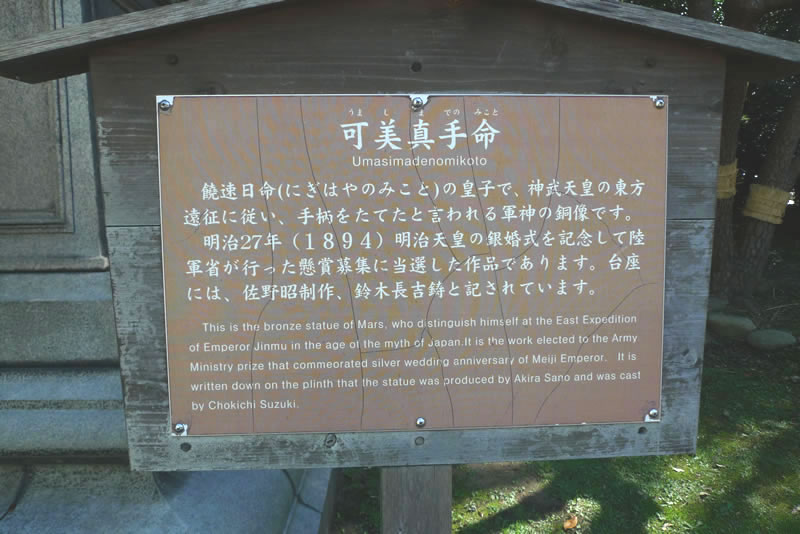 うましまでのみこと
可美真手命
Umasimadenomikoto
饒速日命(にぎはやのみこと)の皇子で、神武天皇の東方
遠征に従い、手柄をたてたと言われる軍神の銅像です。
明治27年（１８９４）明治天皇の銀婚式を記念して陸
軍省が行った懸賞募集に当選した作品であります。台座
には、佐野昭制作、鈴木長吉鋳と記されています。
This is the bronze statue of Mars, who distinguish himself at the East Expedition
of Emperor Jinmu in the age of the myth of Japan.It is the work elected to the Army
Ministry prize that commeorated silver wedding anniversary of Meiji Emperor. It is
written down on the plinth that the statue was produced by Akira Sano and was cast
by Chokichi Suzuki.